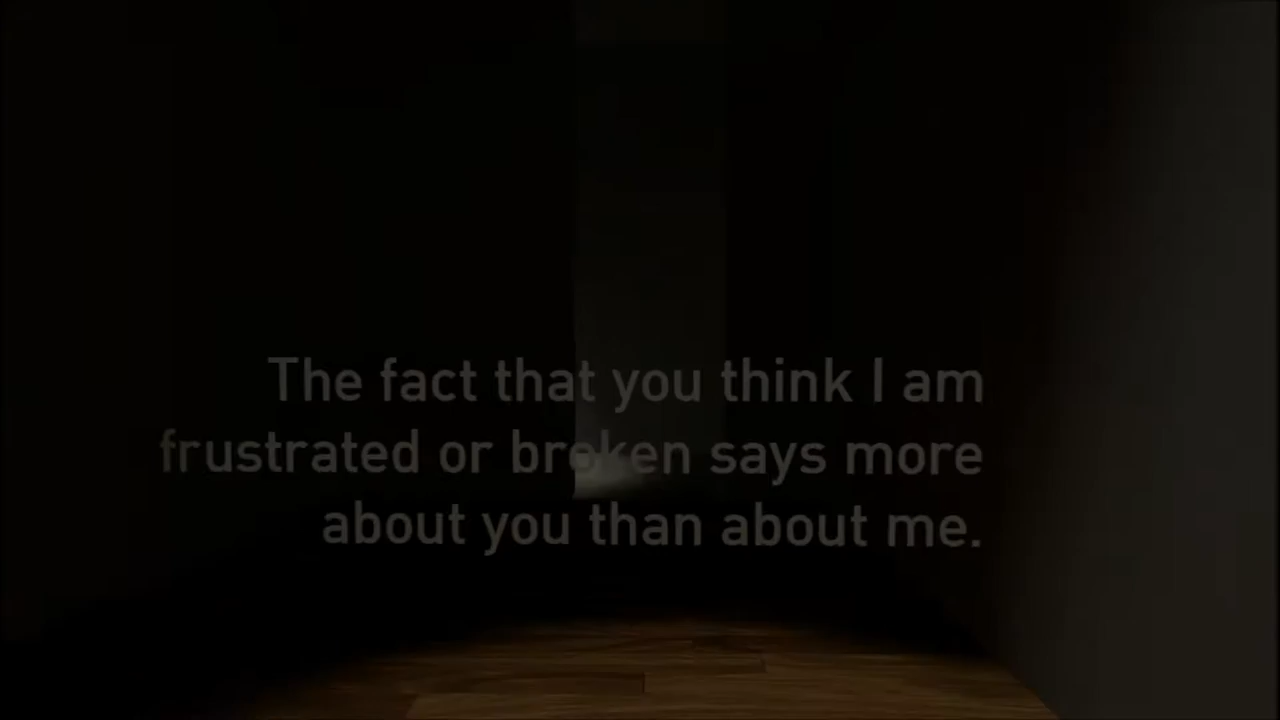 The fact that you think I am
frustrated or broken says more
about you than about me.